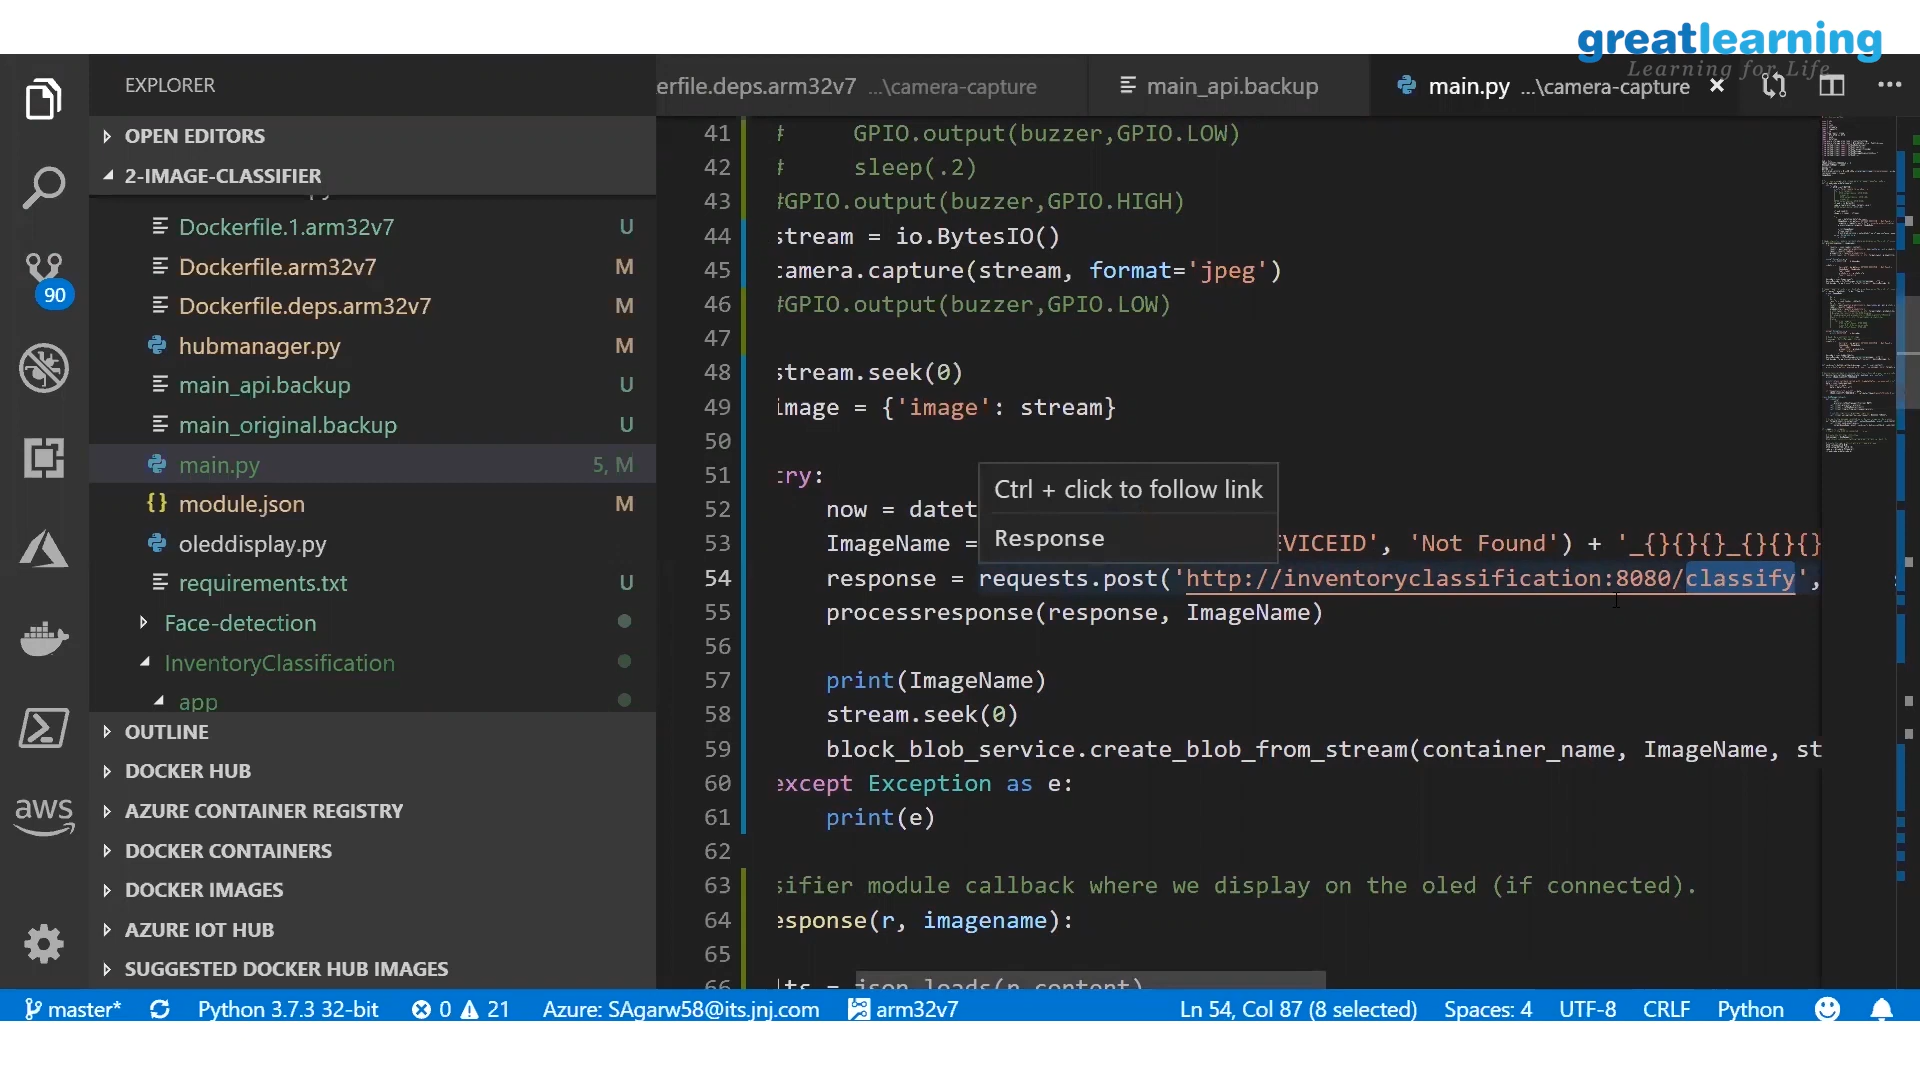 greatlearning
Learning for Life
EXPLORER
OPEN EDITORS
2-IMAGE-CLASSIFIER
Dockerfile.1.arm32v7 U
Dockerfile.arm32v7 M
Dockerfile.deps.arm32v7 M
hubmanager.py M
main_api.backup U
main_original.backup U
main.py 5, M
module.json M
oleddisplay.py
requirements.txt U
Face-detection
InventoryClassification
app
OUTLINE
DOCKER HUB
AZURE CONTAINER REGISTRY
DOCKER CONTAINERS
DOCKER IMAGES
AZURE IOT HUB
SUGGESTED DOCKER HUB IMAGES
90
aws
erfile.deps.arm32v7 ...\camera-capture
main_api.backup
main.py ...\camera-capture
41 # GPIO.output(buzzer,GPIO.LOW)
42 # sleep(.2)
43 #GPIO.output(buzzer,GPIO.HIGH)
44 stream = io.BytesIO()
45 camera.capture(stream, format='jpeg')
46 #GPIO.output(buzzer,GPIO.LOW)
47
48 stream.seek(0)
49 image = {'image': stream}
50
51 try:
52 now = datet
53 ImageName = EVICEID', 'Not Found') + '_{}{}{}_{}{}{}
54 response = requests.post('http://inventoryclassification:8080/classify',
55 processresponse(response, ImageName)
56
57 print(ImageName)
58 stream.seek(0)
59 block_blob_service.create_blob_from_stream(container_name, ImageName, st
60 except Exception as e:
61 print(e)
62
63 sifier module callback where we display on the oled (if connected).
64 esponse(r, imagename):
65
66 lts = json.loads(r.content)
Ctrl + click to follow link
Response
master* Python 3.7.3 32-bit 0 21 Azure: SAgarw58@its.jnj.com arm32v7 Ln 54, Col 87 (8 selected) Spaces: 4 UTF-8 CRLF Python